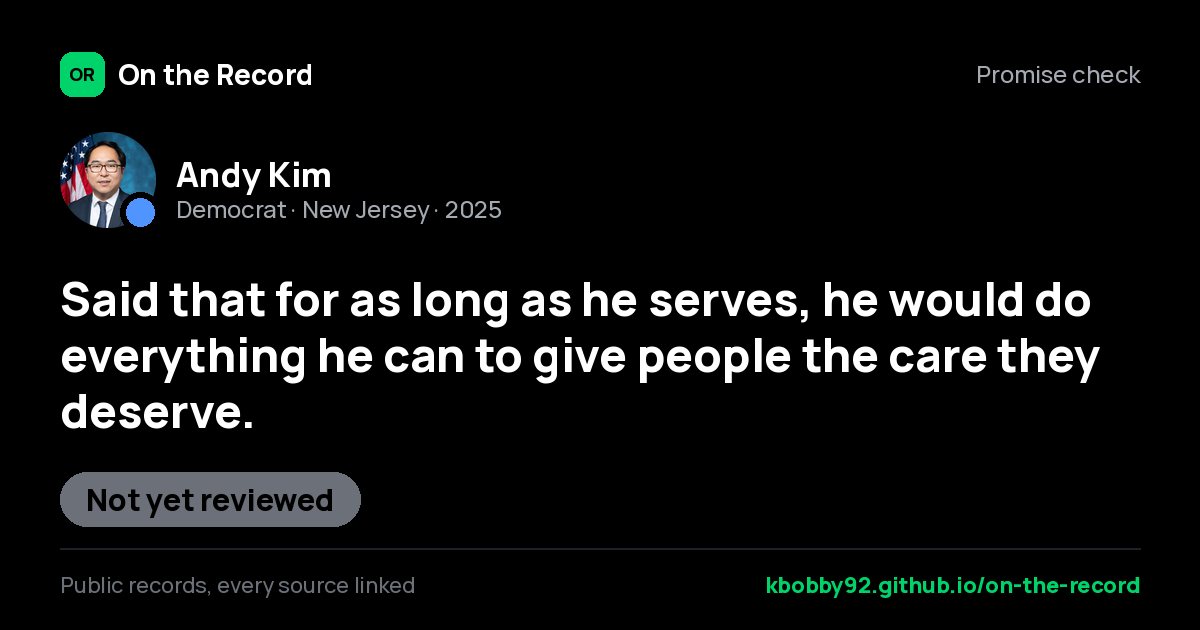 OR On the Record
Promise check
Andy Kim
Democrat · New Jersey · 2025
Said that for as long as he serves, he would do
everything he can to give people the care they
deserve.
Not yet reviewed
Public records, every source linked
kbobby92.github.io/on-the-record